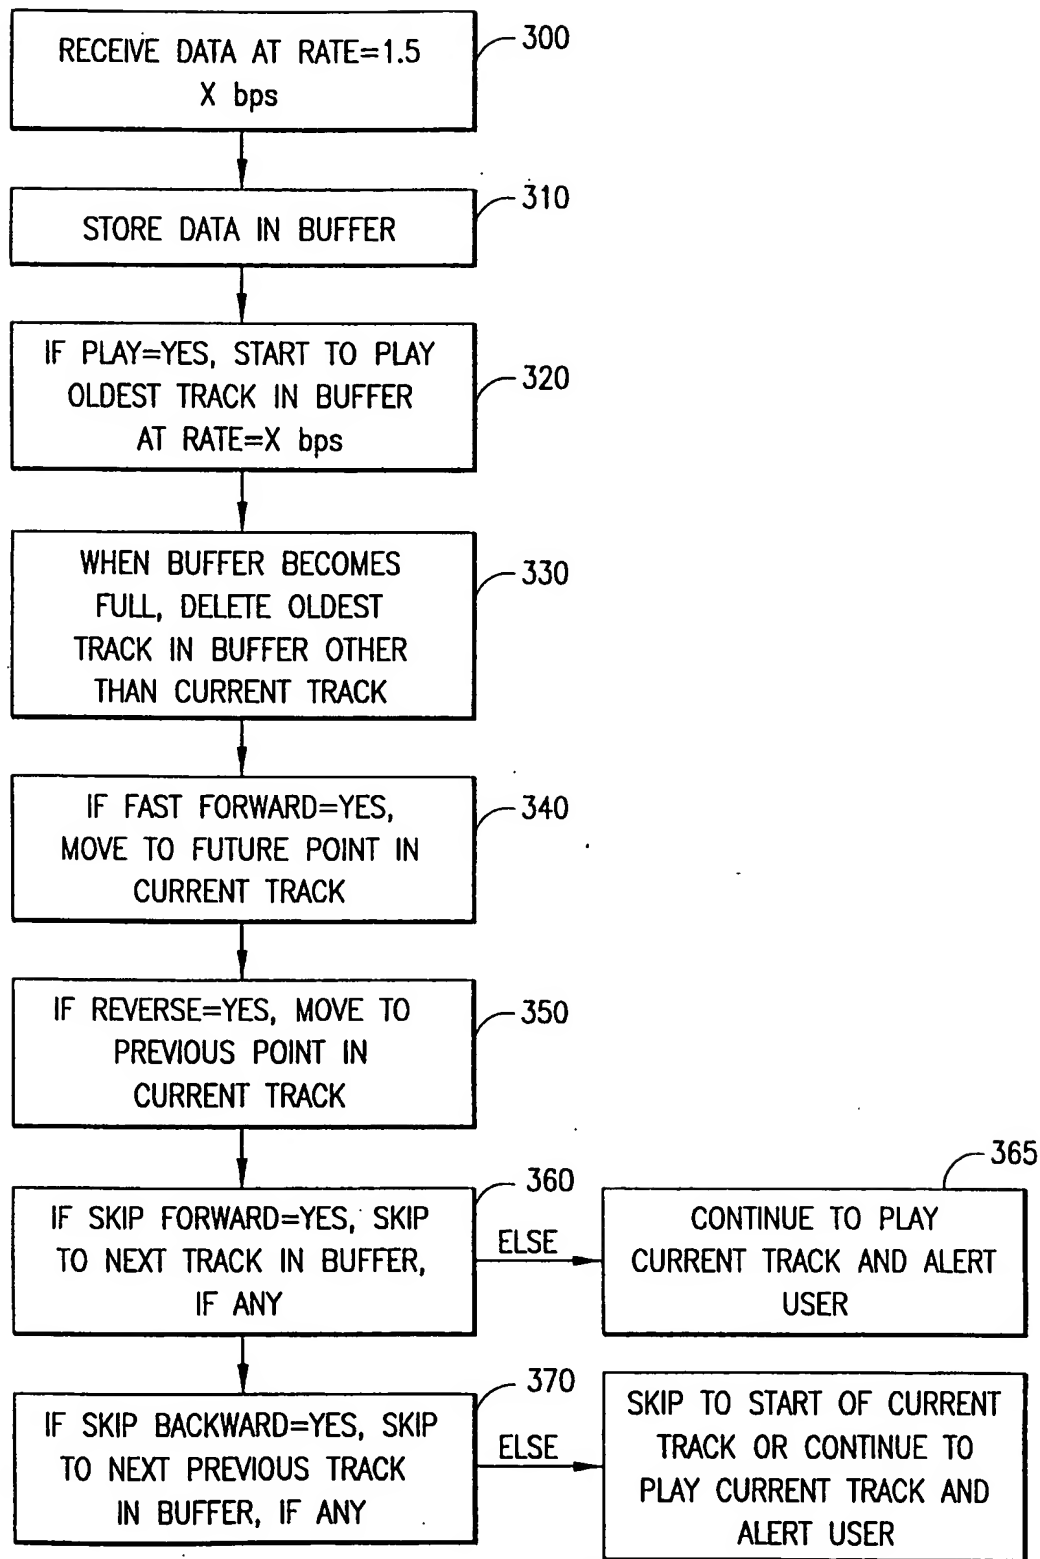 RECEIVE DATA AT RATE=1.5
X bps
300
STORE DATA IN BUFFER
310
IF PLAY=YES, START TO PLAY
OLDEST TRACK IN BUFFER
AT RATE=X bps
320
WHEN BUFFER BECOMES
FULL, DELETE OLDEST
TRACK IN BUFFER OTHER
THAN CURRENT TRACK
330
IF FAST FORWARD=YES,
MOVE TO FUTURE POINT IN
CURRENT TRACK
340
IF REVERSE=YES, MOVE TO
PREVIOUS POINT IN
CURRENT TRACK
350
IF SKIP FORWARD=YES, SKIP
TO NEXT TRACK IN BUFFER,
IF ANY
360
ELSE
365
CONTINUE TO PLAY
CURRENT TRACK AND ALERT
USER
IF SKIP BACKWARD=YES, SKIP
TO NEXT PREVIOUS TRACK
IN BUFFER, IF ANY
370
ELSE
SKIP TO START OF CURRENT
TRACK OR CONTINUE TO
PLAY CURRENT TRACK AND
ALERT USER